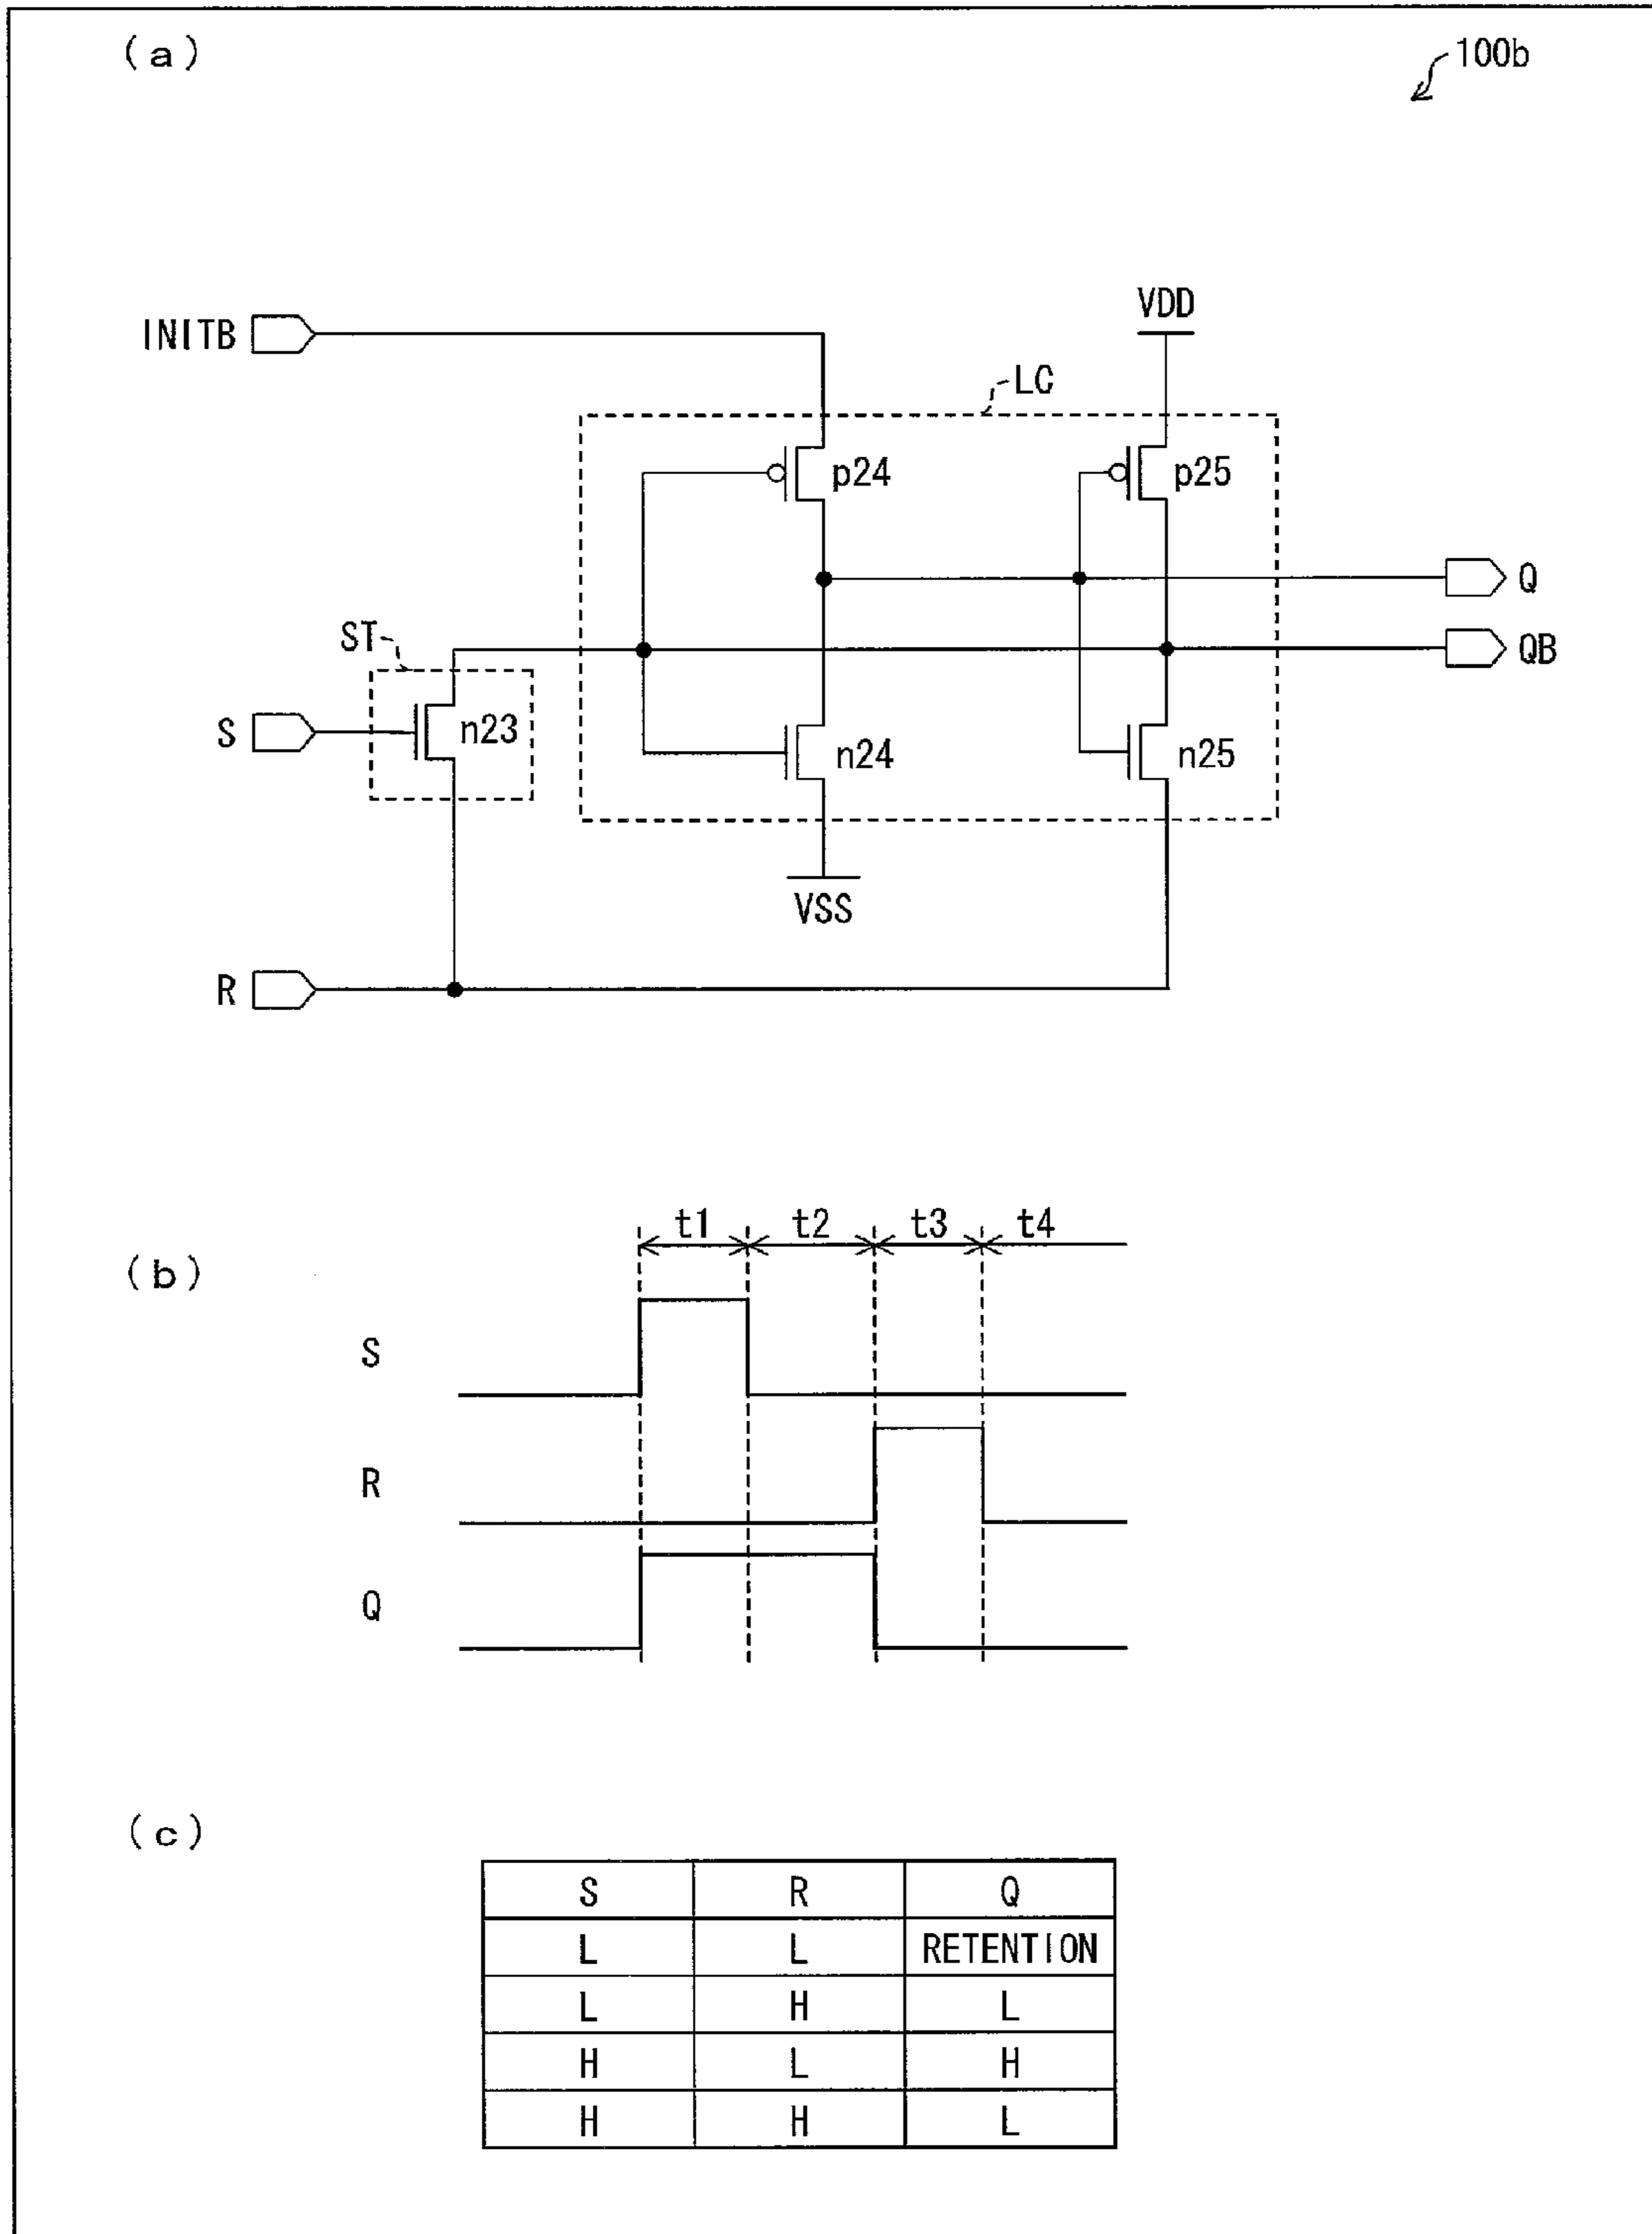 (a)
100b
INITB
VDD
LC
p24
p25
Q
ST
QB
S
n23
n24
n25
VSS
R
(b)
t1 t2 t3 t4
S
R
Q
(c)
S R Q
L L RETENTION
L H L
H L H
H H L